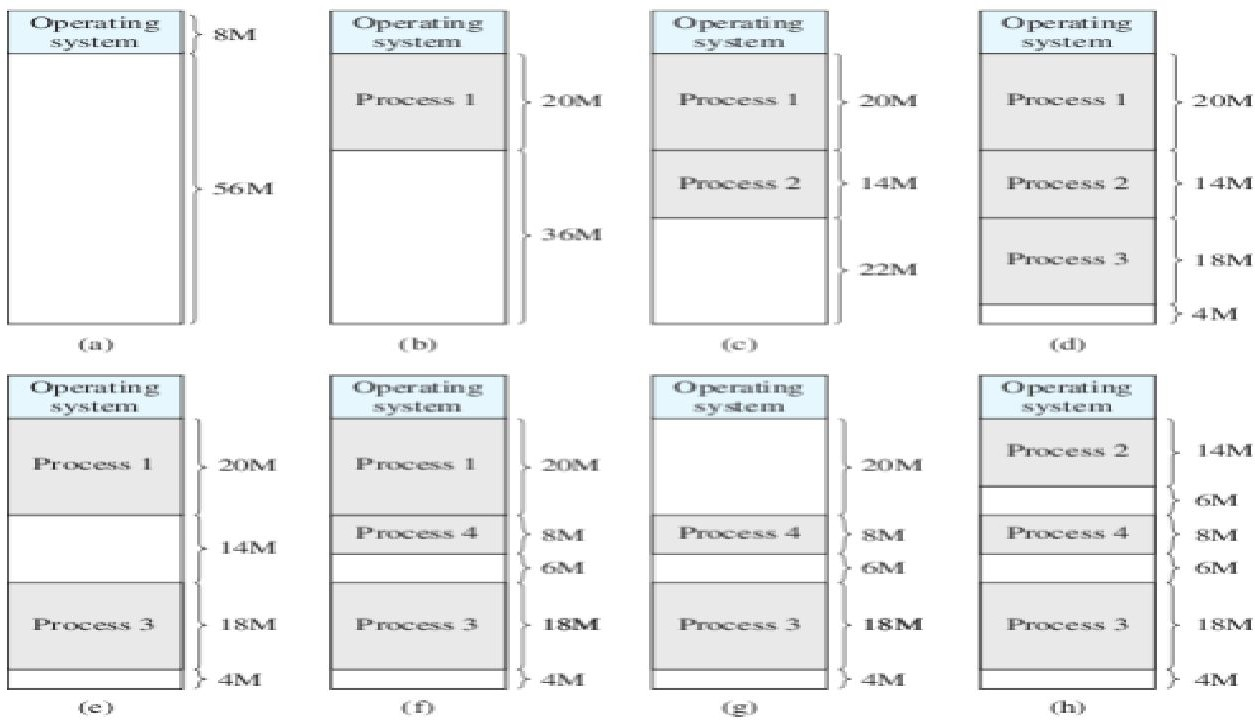 Operating
system
8M
56M
(a)
Operating
system
Process 1
20M
36M
(b)
Operating
system
Process 1
20M
Process 2
14M
22M
(c)
Operating
system
Process 1
20M
Process 2
14M
Process 3
18M
4M
(d)
Operating
system
Process 1
20M
14M
Process 3
18M
4M
(e)
Operating
system
Process 1
20M
Process 4
8M
6M
Process 3
18M
4M
(f)
Operating
system
20M
Process 4
8M
6M
Process 3
18M
4M
(g)
Operating
system
Process 2
14M
6M
Process 4
8M
6M
Process 3
18M
4M
(h)